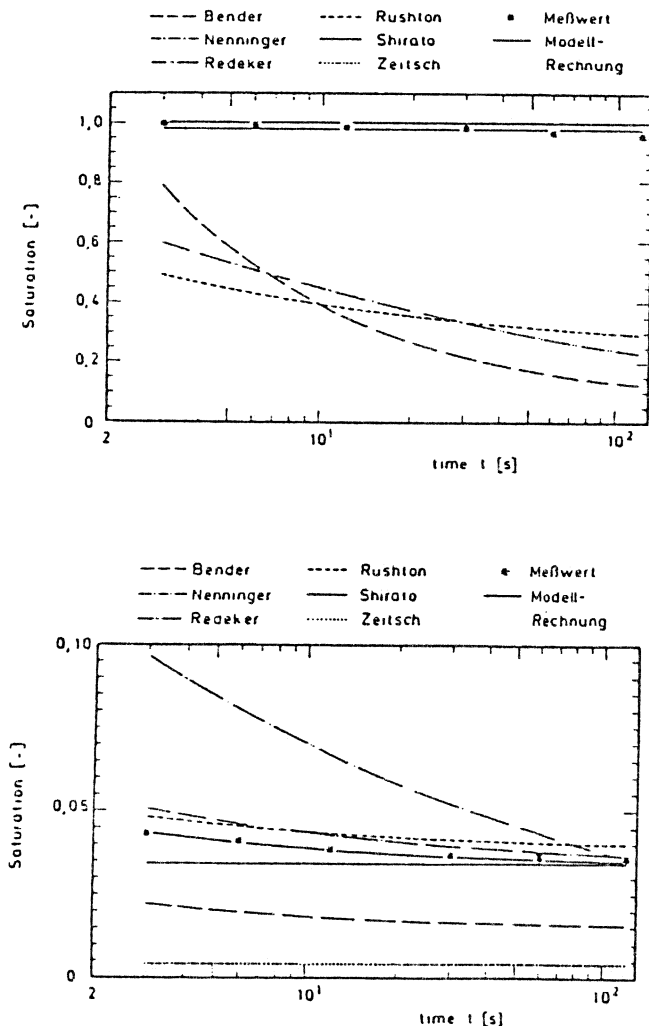 Bender Rushton Meßwert
Nenninger Shirato Modell-
Redeker Zeitsch Rechnung
1,0
0,8
0,6
0,4
0,2
0
Saturation [-]
2 10¹ 10²
time t [s]
Bender Rushton Meßwert
Nenninger Shirato Modell-
Redeker Zeitsch Rechnung
0,10
0,05
0
Saturation [-]
2 10¹ 10²
time t [s]